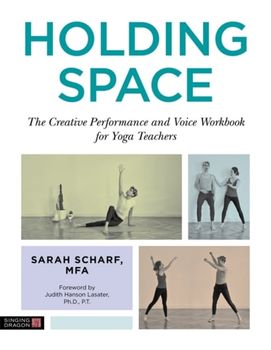 HOLDING
SPACE
The Creative Performance and Voice Workbook
for Yoga Teachers
SARAH SCHARF,
MFA
Foreword by
Judith Hanson Lasater,
Ph.D., P.T.
SINGING
DRAGON